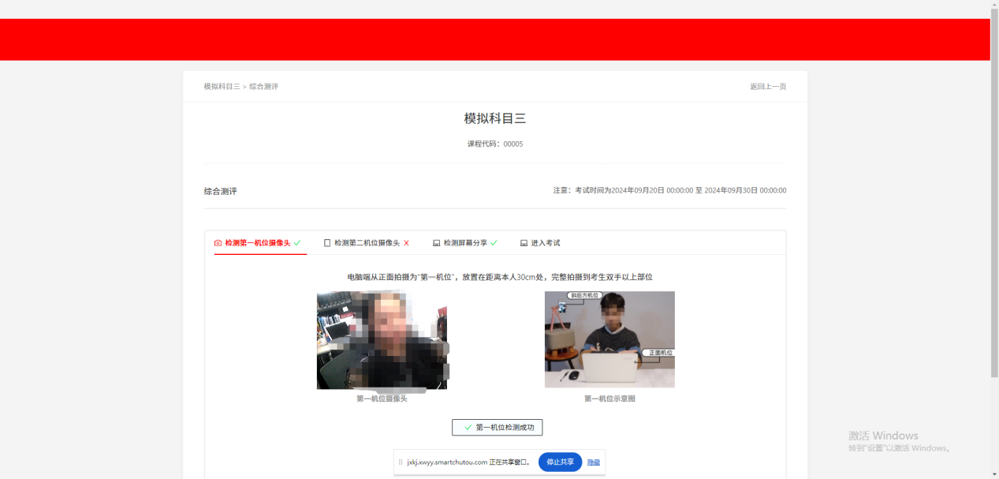 模拟科目三 > 综合测评
返回上一页
模拟科目三
课程代码：00005
综合测评
注意：考试时间为2024年09月20日 00:00:00 至 2024年09月30日 00:00:00
检测第一机位摄像头
检测第二机位摄像头
检测屏幕分享
进入考试
电脑端从正面拍摄为"第一机位"，放置在距离本人30cm处，完整拍摄到考生双手以上部位
斜后方机位
正面机位
第一机位摄像头
第一机位示意图
第一机位检测成功
jxkj.xwyy.smartchutou.com 正在共享窗口。
停止共享
隐藏
激活 Windows
转到"设置"以激活 Windows。